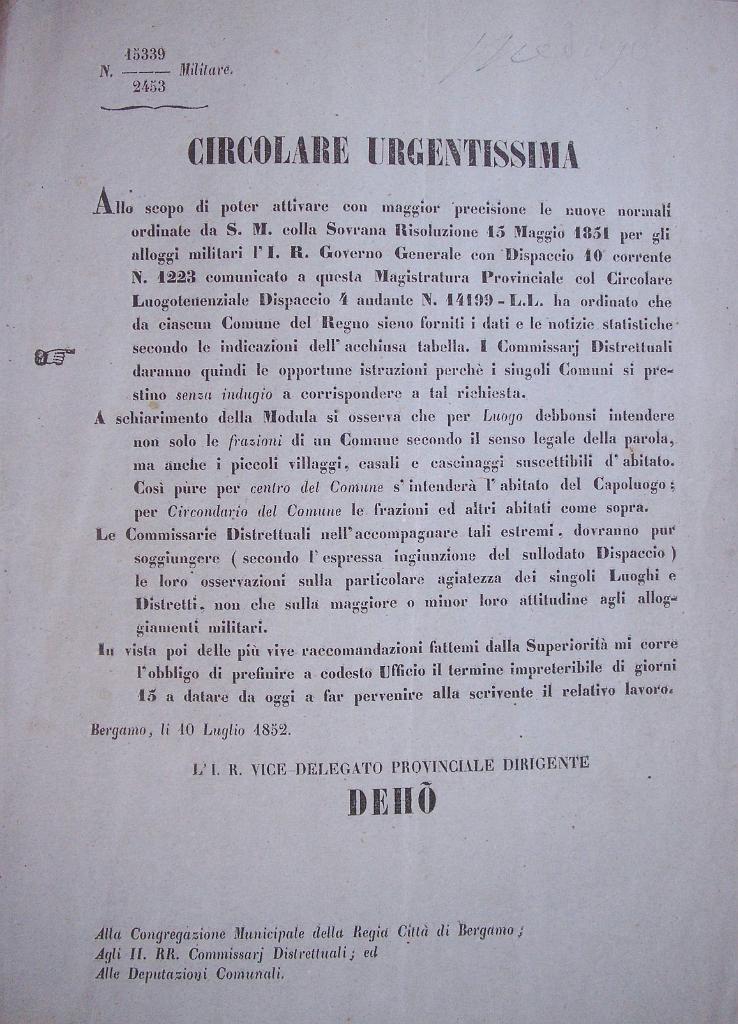 15339
N. ——— Militare.
2453
CIRCOLARE URGENTISSIMA
Allo scopo di poter attivare con maggior precisione le nuove normali
ordinate da S. M. colla Sovrana Risoluzione 15 Maggio 1851 per gli
alloggi militari l'I. R. Governo Generale con Dispaccio 10 corrente
N. 1223 comunicato a questa Magistratura Provinciale col Circolare
Luogotenenziale Dispaccio 4 andante N. 14199 - L.L. ha ordinato che
da ciascun Comune del Regno sieno forniti i dati e le notizie statistiche
secondo le indicazioni dell'acchiusa tabella. I Commissarj Distrettuali
daranno quindi le opportune istruzioni perchè i singoli Comuni si pre-
stino senza indugio a corrispondere a tal richiesta.
A schiarimento della Modula si osserva che per Luogo debbonsi intendere
non solo le frazioni di un Comune secondo il senso legale della parola,
ma anche i piccoli villaggi, casali e cascinaggi suscettibili d'abitato.
Così pure per centro del Comune s'intenderà l'abitato del Capoluogo;
per Circondario del Comune le frazioni ed altri abitati come sopra.
Le Commissarie Distrettuali nell'accompagnare tali estremi, dovranno pur
soggiungere (secondo l'espressa ingiunzione del sullodato Dispaccio)
le loro osservazioni sulla particolare agiatezza dei singoli Luoghi e
Distretti, non che sulla maggiore o minor loro attitudine agli allog-
giamenti militari.
In vista poi delle più vive raccomandazioni fattemi dalla Superiorità mi corre
l'obbligo di prefinire a codesto Ufficio il termine impreteribile di giorni
15 a datare da oggi a far pervenire alla scrivente il relativo lavoro.
Bergamo, li 10 Luglio 1852.
L'I. R. VICE-DELEGATO PROVINCIALE DIRIGENTE
DEHÕ
Alla Congregazione Municipale della Regia Città di Bergamo;
Agli II. RR. Commissarj Distrettuali; ed
Alle Deputazioni Comunali.